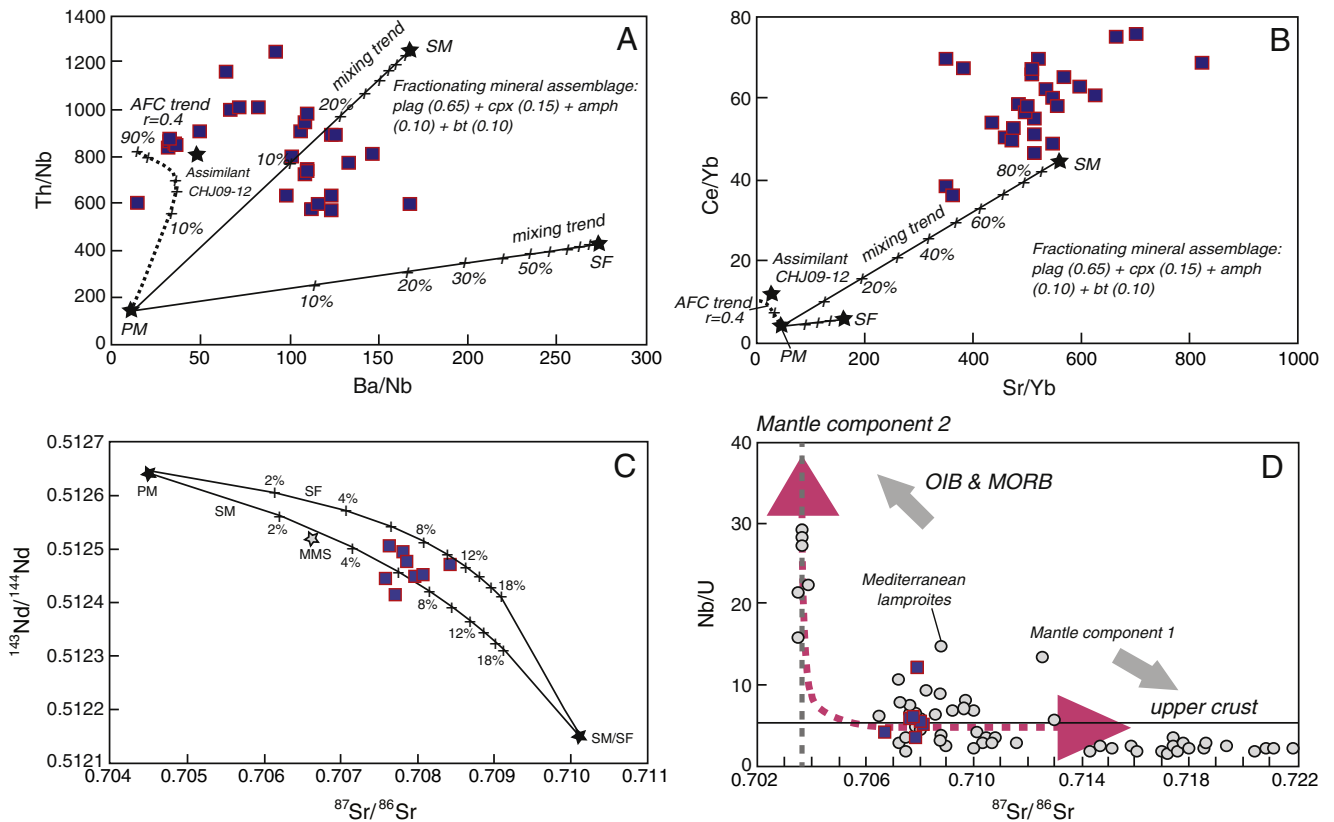 A
1400
1200
1000
800
600
400
200
0
Th/Nb
SM
mixing trend
Fractionating mineral assemblage:
plag (0.65) + cpx (0.15) + amph
(0.10) + bt (0.10)
AFC trend
r=0.4
90%
20%
10%
Assimilant
CHJ09-12
10%
mixing trend
SF
10%
20%
30%
50%
PM
0
50
100
150
200
250
300
Ba/Nb
B
80
60
40
20
0
Ce/Yb
SM
80%
60%
40%
20%
mixing trend
Fractionating mineral assemblage:
plag (0.65) + cpx (0.15) + amph
(0.10) + bt (0.10)
Assimilant
CHJ09-12
AFC trend
r=0.4
SF
PM
0
200
400
600
800
1000
Sr/Yb
C
0.5127
0.5126
0.5125
0.5124
0.5123
0.5122
0.5121
143Nd/144Nd
PM
2%
SF
4%
SM
2%
MMS
4%
8%
12%
18%
8%
12%
18%
SM/SF
0.704
0.705
0.706
0.707
0.708
0.709
0.710
0.711
87Sr/86Sr
Mantle component 2
D
40
30
20
10
5
0
Nb/U
OIB & MORB
Mediterranean
lamproites
Mantle component 1
upper crust
0.702
0.706
0.710
0.714
0.718
0.722
87Sr/86Sr